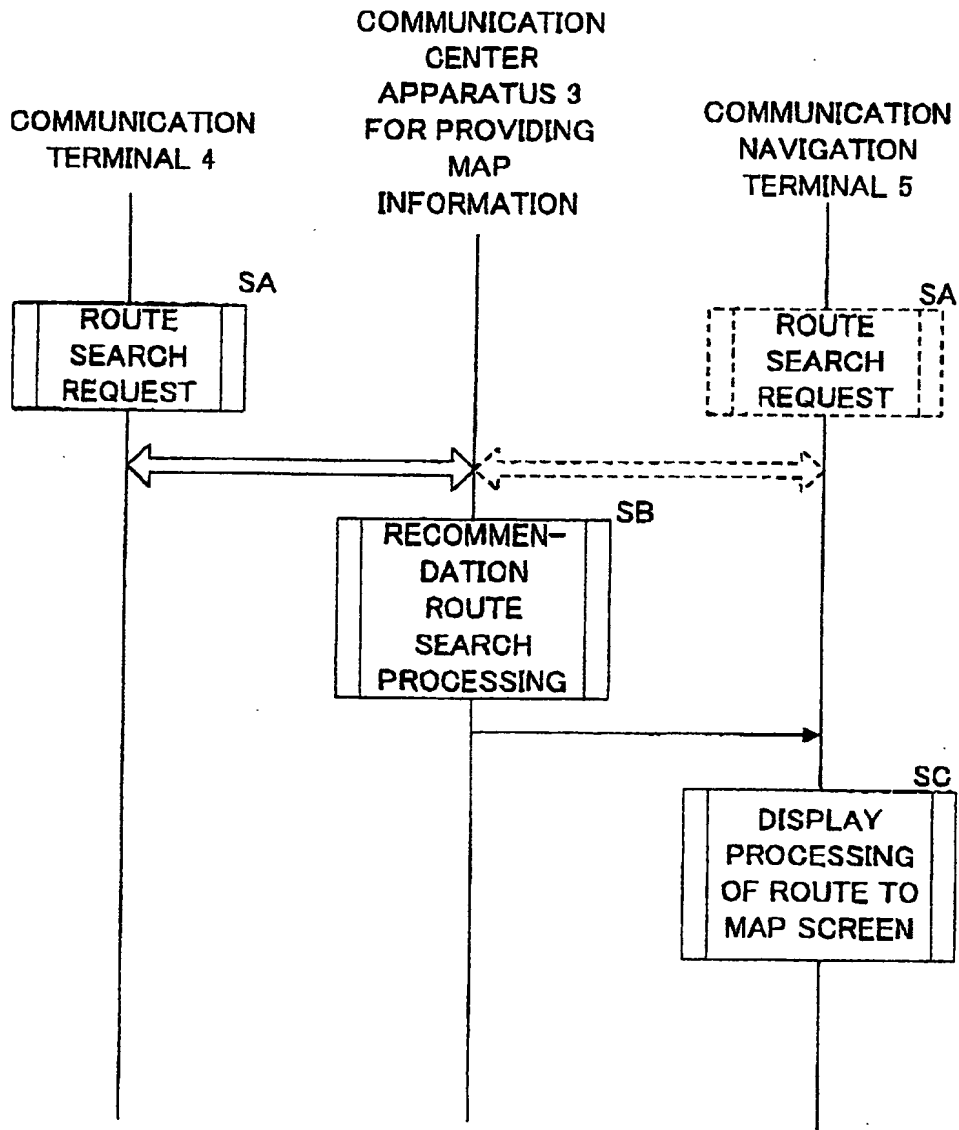 COMMUNICATION
TERMINAL 4
COMMUNICATION
CENTER
APPARATUS 3
FOR PROVIDING
MAP
INFORMATION
COMMUNICATION
NAVIGATION
TERMINAL 5
SA
ROUTE
SEARCH
REQUEST
SA
ROUTE
SEARCH
REQUEST
SB
RECOMMEN-
DATION
ROUTE
SEARCH
PROCESSING
SC
DISPLAY
PROCESSING
OF ROUTE TO
MAP SCREEN